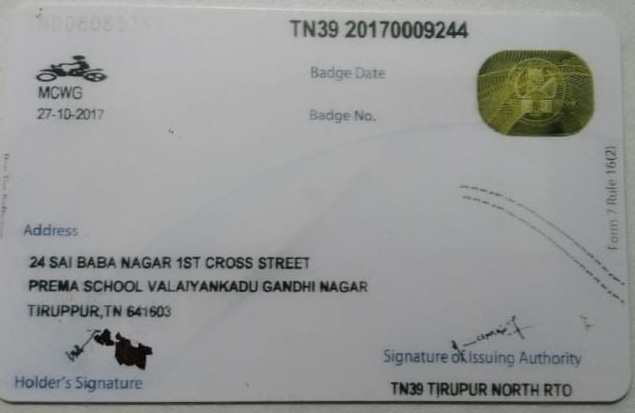 TN39 20170009244
Badge Date
MCWG
27-10-2017
Badge No.
Form 7 Rule 16(2)
Address
24 SAI BABA NAGAR 1ST CROSS STREET
PREMA SCHOOL VALAIYANKADU GANDHI NAGAR
TIRUPPUR,TN 641603
Signature of Issuing Authority
Holder's Signature
TN39 TIRUPUR NORTH RTO